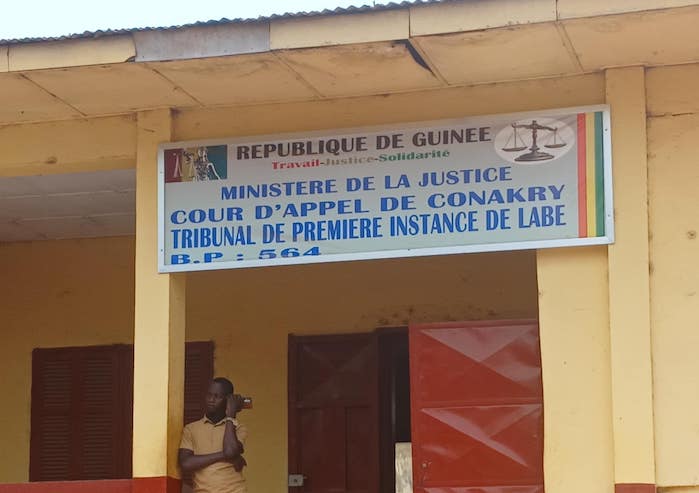 REPUBLIQUE DE GUINEE
Travail-Justice-Solidarité
MINISTERE DE LA JUSTICE
COUR D'APPEL DE CONAKRY
TRIBUNAL DE PREMIERE INSTANCE DE LABE
B.P : 564